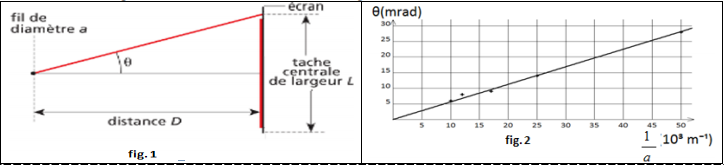 écran
fil de
diamètre a
θ
tache
centrale
de largeur L
distance D
fig. 1
θ(mrad)
30
25
20
15
10
5
5 10 15 20 25 30 35 40 45 50
fig. 2
1/a (10³ m⁻¹)